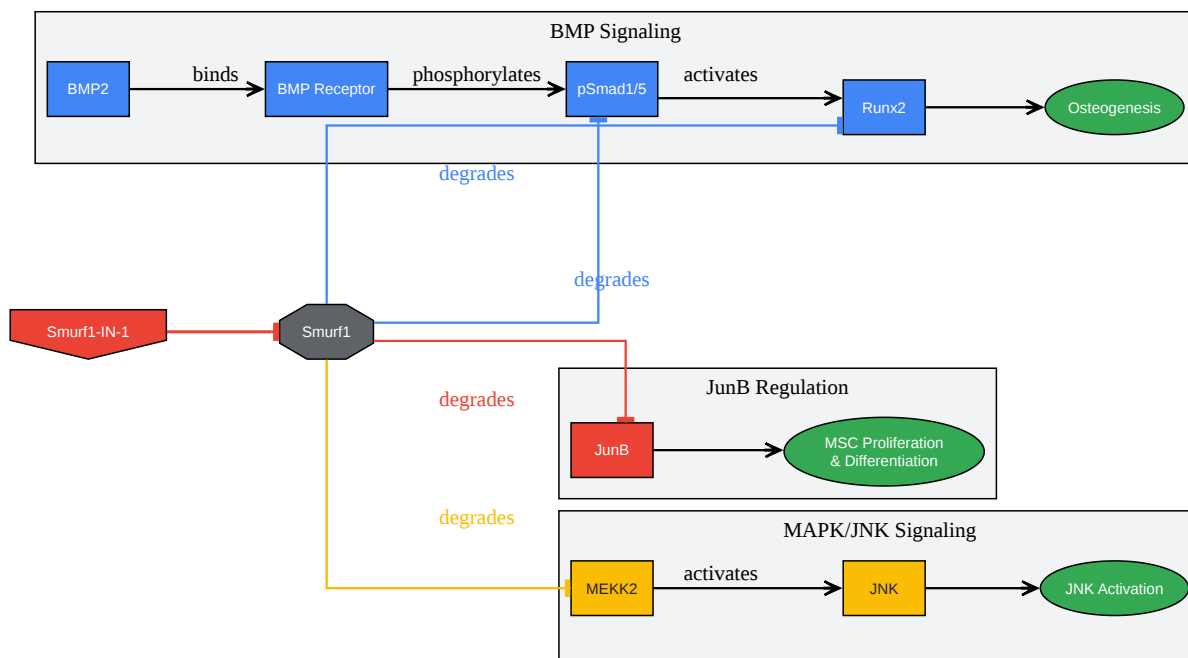 BMP Signaling
BMP2
binds
BMP Receptor
phosphorylates
pSmad1/5
activates
Runx2
Osteogenesis
degrades
degrades
Smurf1-IN-1
Smurf1
degrades
JunB Regulation
JunB
MSC Proliferation
& Differentiation
degrades
MAPK/JNK Signaling
MEKK2
activates
JNK
JNK Activation